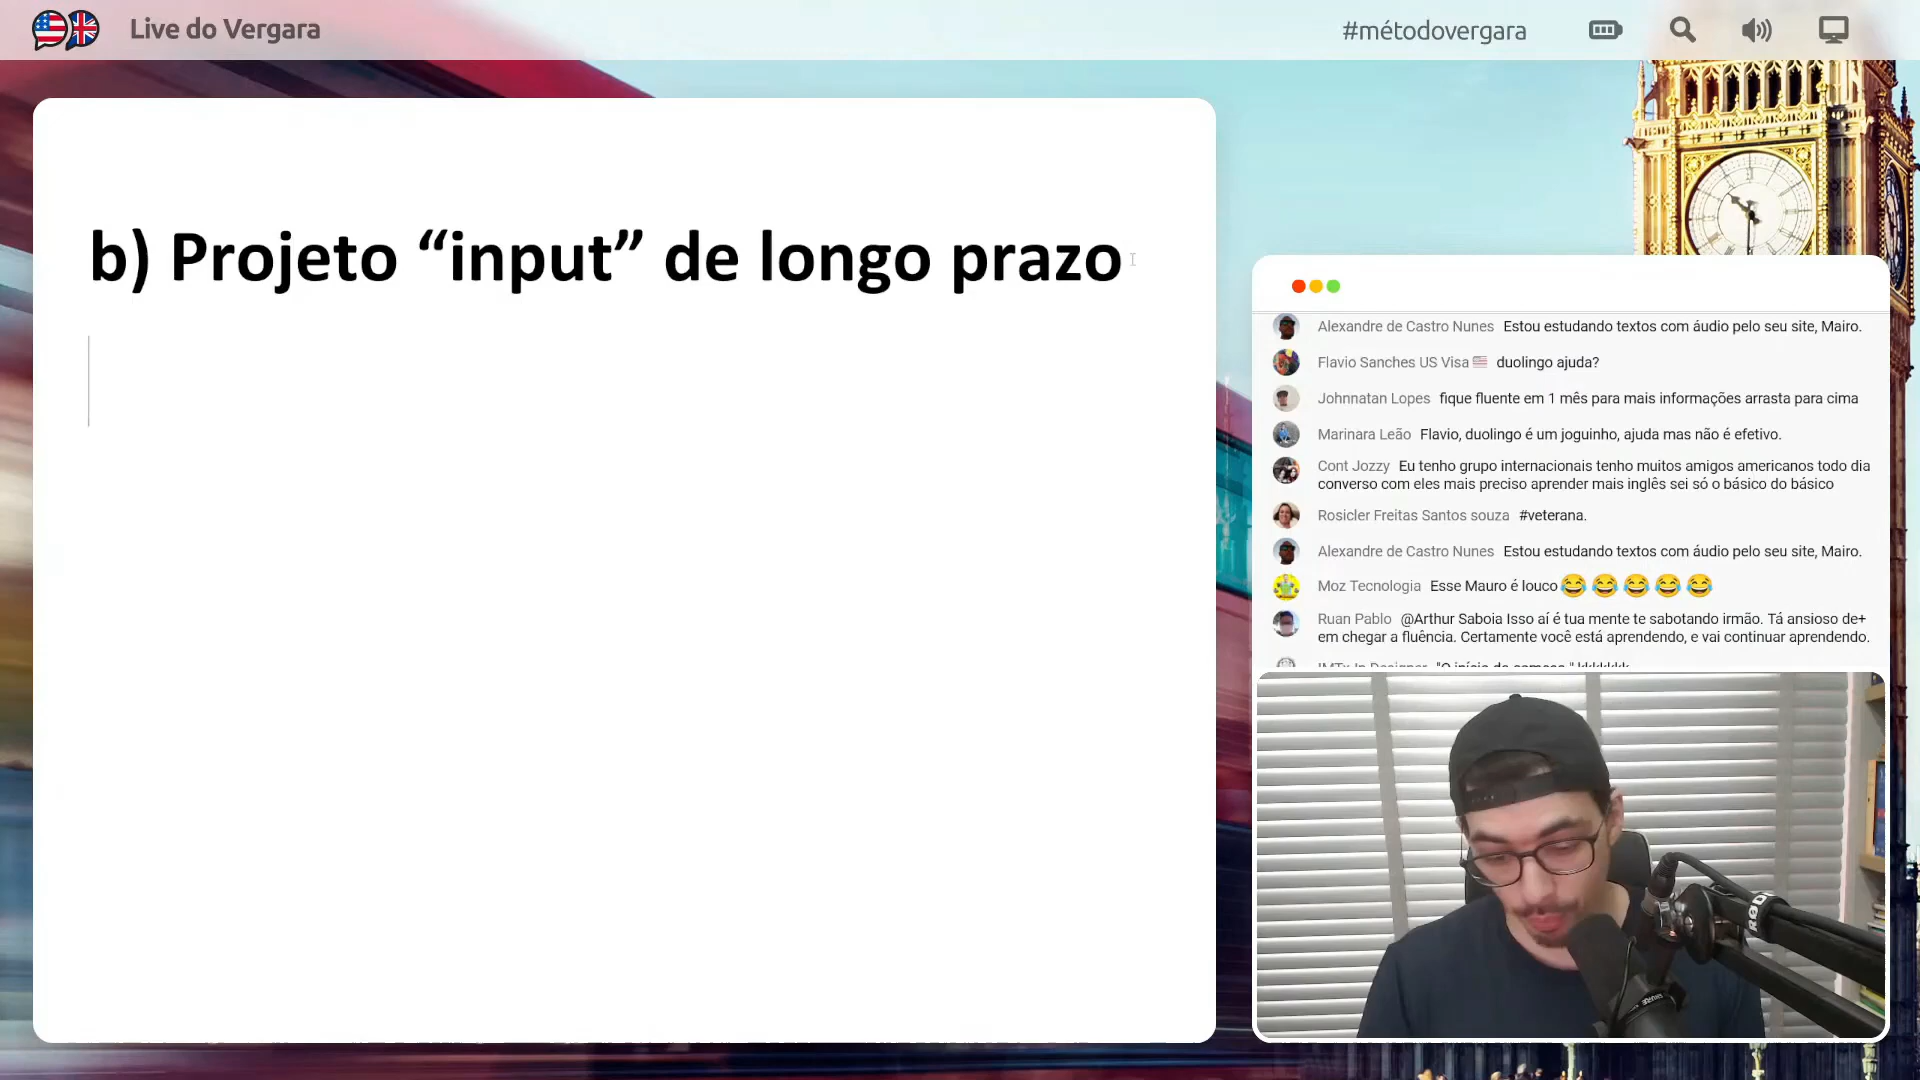 Live do Vergara
#métodovergara
b) Projeto “input” de longo prazo
Alexandre de Castro Nunes Estou estudando textos com áudio pelo seu site, Mairo.
Flavio Sanches US Visa duolingo ajuda?
Johnnatan Lopes fique fluente em 1 mês para mais informações arrasta para cima
Marinara Leão Flavio, duolingo é um joguinho, ajuda mas não é efetivo.
Cont Jozzy Eu tenho grupo internacionais tenho muitos amigos americanos todo dia
converso com eles mais preciso aprender mais inglês sei só o básico do básico
Rosicler Freitas Santos souza #veterana.
Alexandre de Castro Nunes Estou estudando textos com áudio pelo seu site, Mairo.
Moz Tecnologia Esse Mauro é louco 😂 😂 😂 😂 😂
Ruan Pablo @Arthur Saboia Isso aí é tua mente te sabotando irmão. Tá ansioso de+
em chegar a fluência. Certamente você está aprendendo, e vai continuar aprendendo.
RØDE